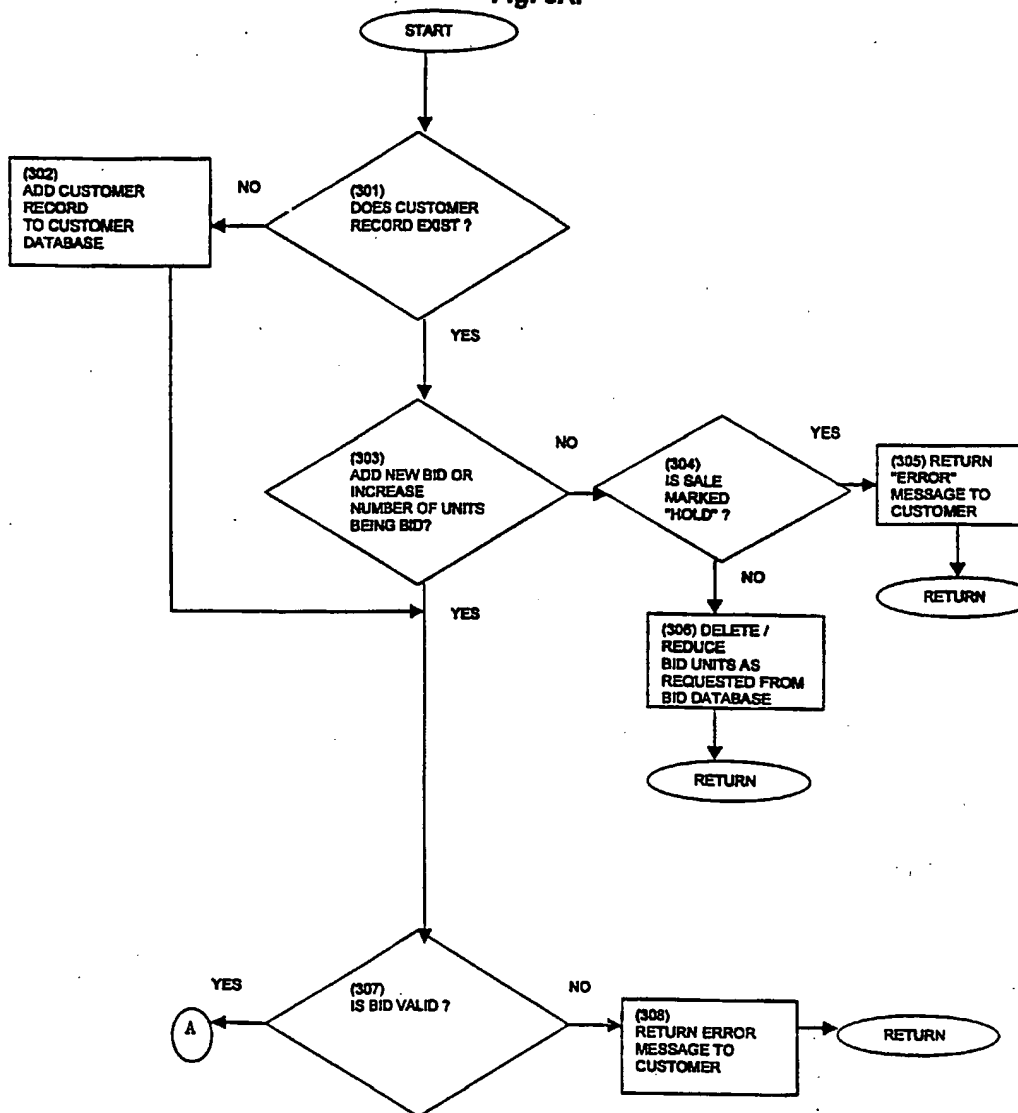 START
(302)
ADD CUSTOMER
RECORD
TO CUSTOMER
DATABASE
NO
(301)
DOES CUSTOMER
RECORD EXIST ?
YES
(303)
ADD NEW BID OR
INCREASE
NUMBER OF UNITS
BEING BID?
NO
(304)
IS SALE
MARKED
"HOLD" ?
YES
(305) RETURN
"ERROR"
MESSAGE TO
CUSTOMER
RETURN
NO
YES
(306) DELETE /
REDUCE
BID UNITS AS
REQUESTED FROM
BID DATABASE
RETURN
YES
A
(307)
IS BID VALID ?
NO
(308)
RETURN ERROR
MESSAGE TO
CUSTOMER
RETURN